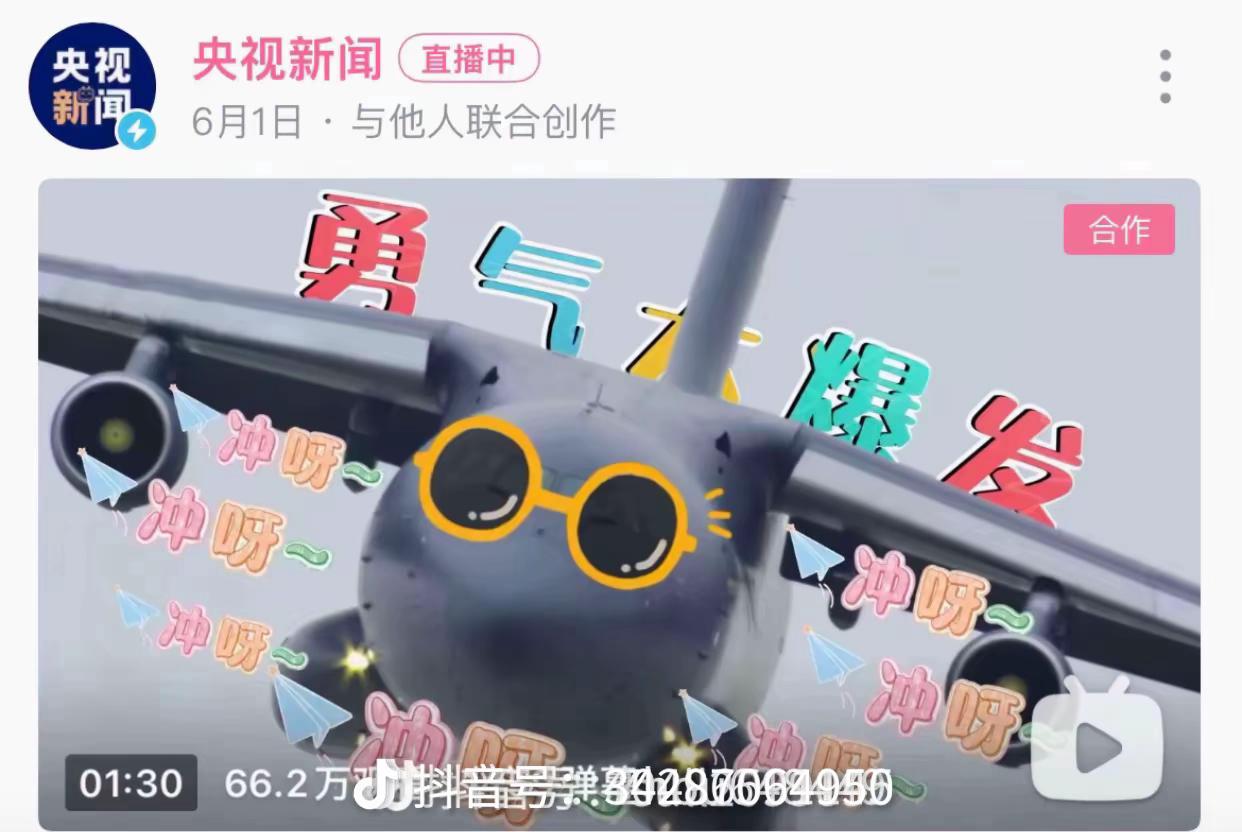 央视
新闻
央视新闻 直播中
6月1日 · 与他人联合创作
合作
勇气大爆发
冲呀~
冲呀~
冲呀~
冲呀
冲呀~
冲呀
冲呀~
01:30 66.2万
抖音号：